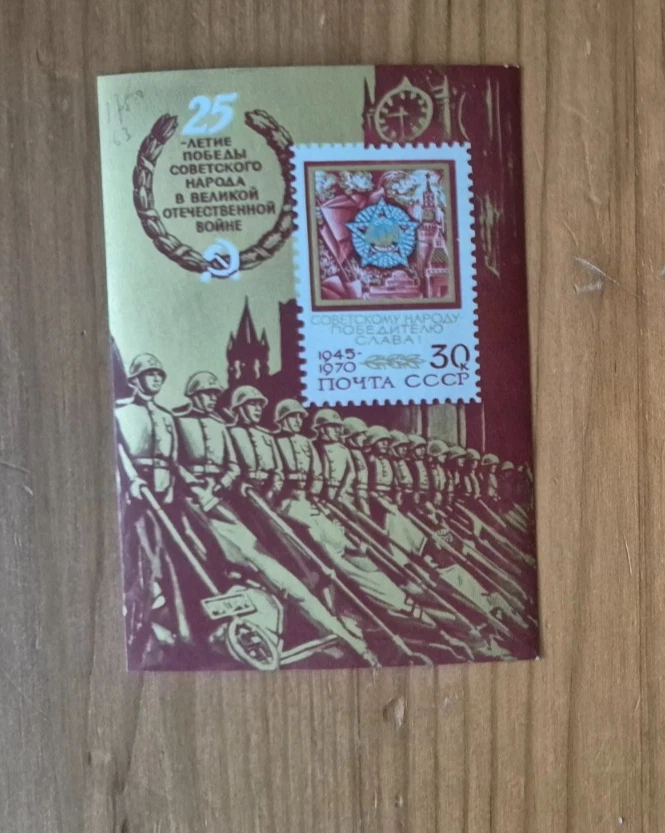 25
-ЛЕТИЕ
ПОБЕДЫ
СОВЕТСКОГО
НАРОДА
В ВЕЛИКОЙ
ОТЕЧЕСТВЕННОЙ
ВОЙНЕ
СОВЕТСКОМУ НАРОДУ-
ПОБЕДИТЕЛЮ
СЛАВА!
1945-
1970
30к
ПОЧТА СССР